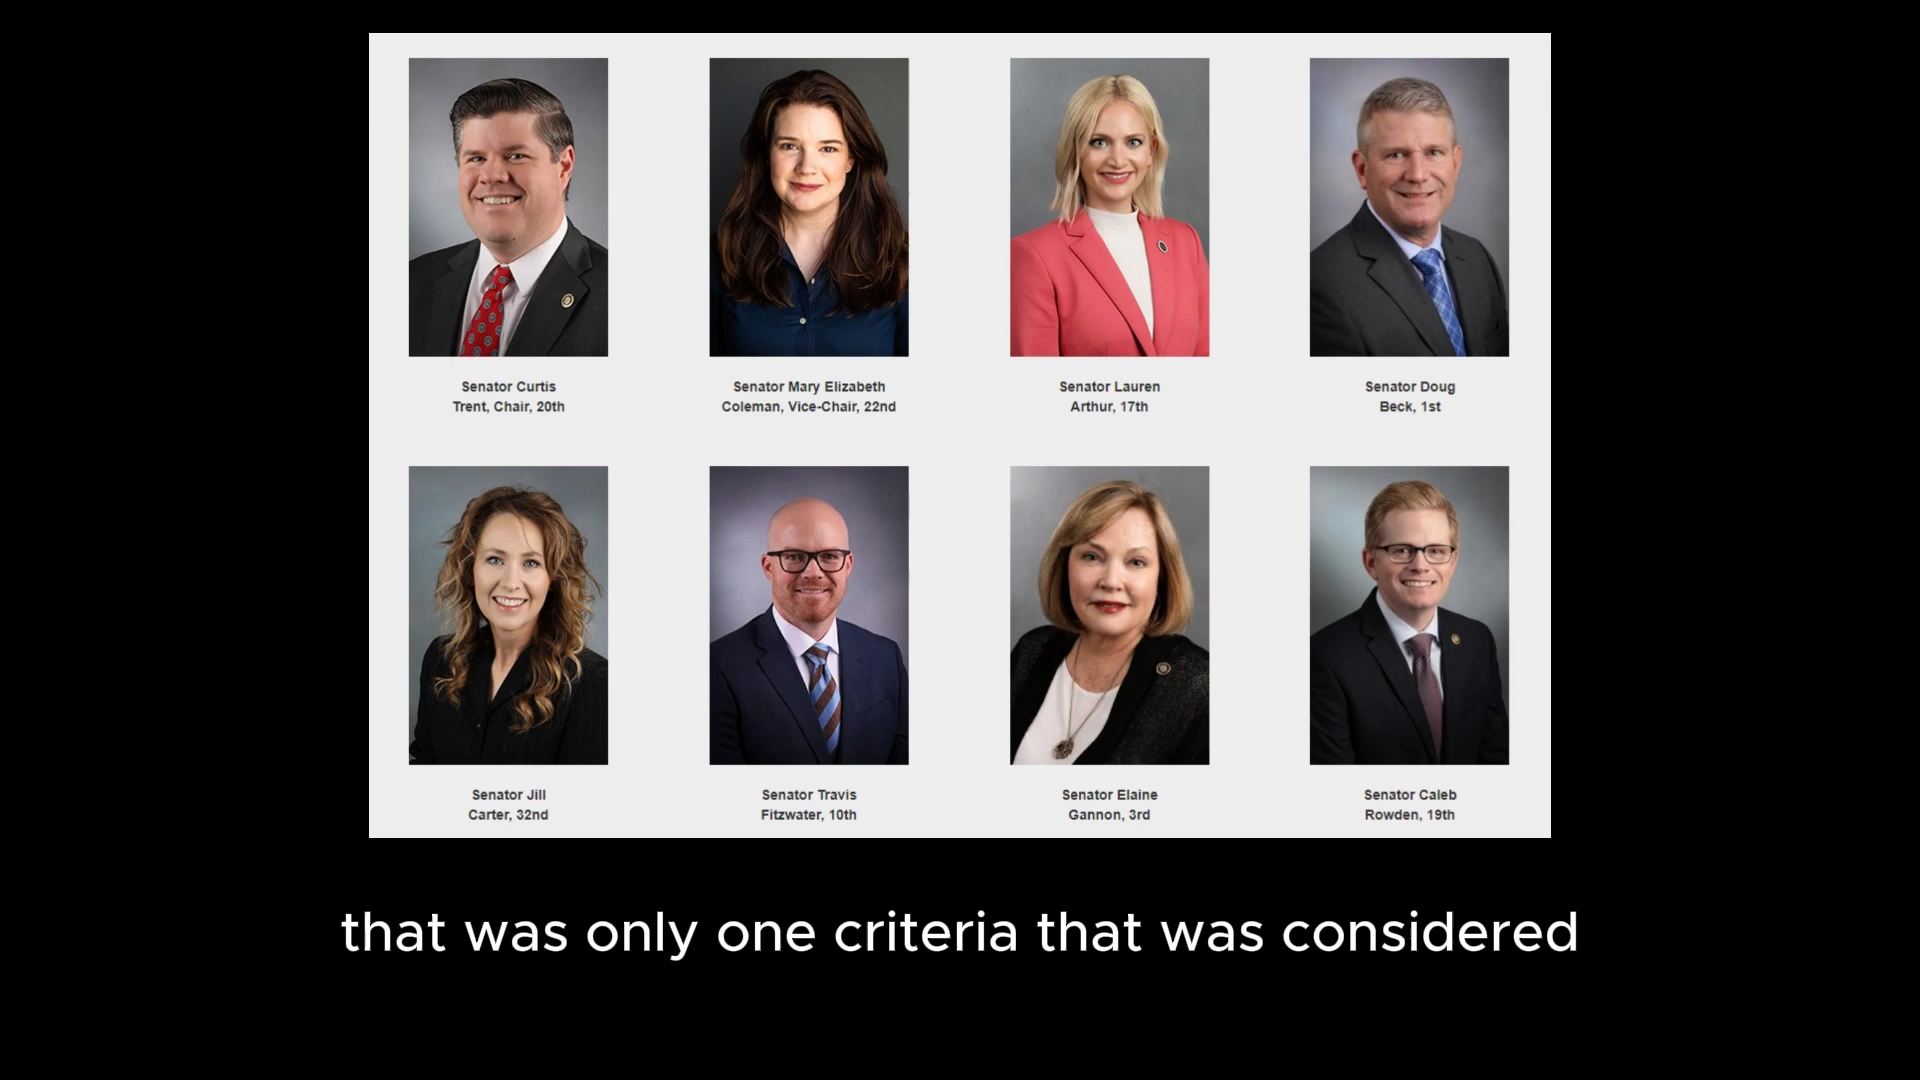 Senator Curtis
Trent, Chair, 20th
Senator Mary Elizabeth
Coleman, Vice-Chair, 22nd
Senator Lauren
Arthur, 17th
Senator Doug
Beck, 1st
Senator Jill
Carter, 32nd
Senator Travis
Fitzwater, 10th
Senator Elaine
Gannon, 3rd
Senator Caleb
Rowden, 19th
that was only one criteria that was considered